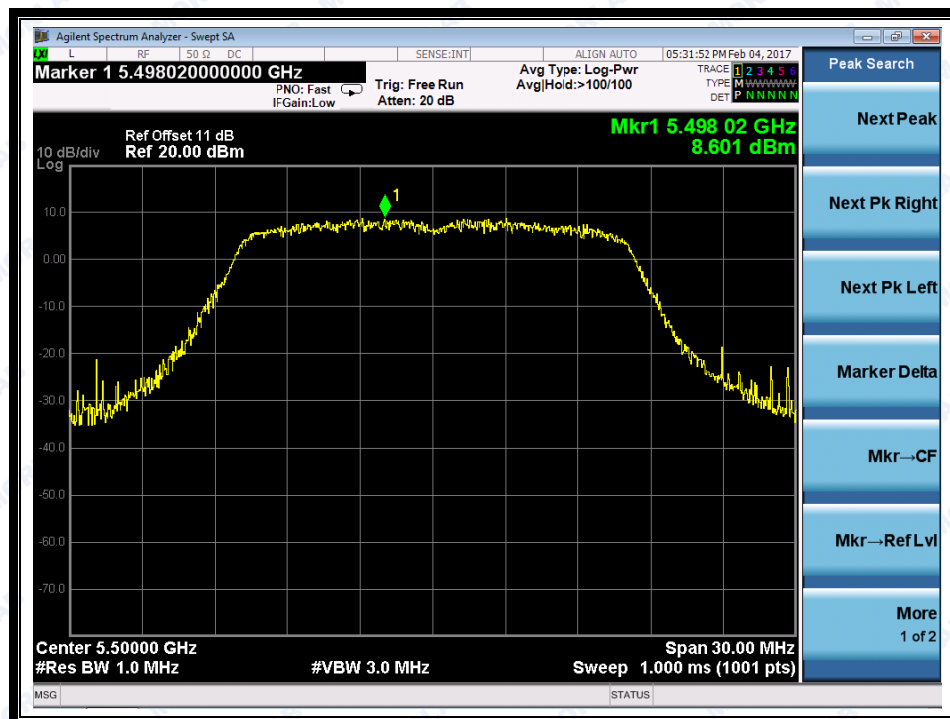 Agilent Spectrum Analyzer - Swept SA
LXI L RF 50 Ω DC SENSE:INT ALIGN AUTO 05:31:52 PM Feb 04, 2017
Marker 1 5.498020000000 GHz
PNO: Fast
IFGain:Low
Trig: Free Run
Atten: 20 dB
Avg Type: Log-Pwr
Avg|Hold:>100/100
TRACE 1 2 3 4 5 6
TYPE M WWWWW
DET P N N N N N
Mkr1 5.498 02 GHz
8.601 dBm
Ref Offset 11 dB
10 dB/div Ref 20.00 dBm
Log
1
10.0
0.00
-10.0
-20.0
-30.0
-40.0
-50.0
-60.0
-70.0
Center 5.50000 GHz Span 30.00 MHz
#Res BW 1.0 MHz #VBW 3.0 MHz Sweep 1.000 ms (1001 pts)
MSG STATUS
Peak Search
Next Peak
Next Pk Right
Next Pk Left
Marker Delta
Mkr→CF
Mkr→Ref Lvl
More
1 of 2